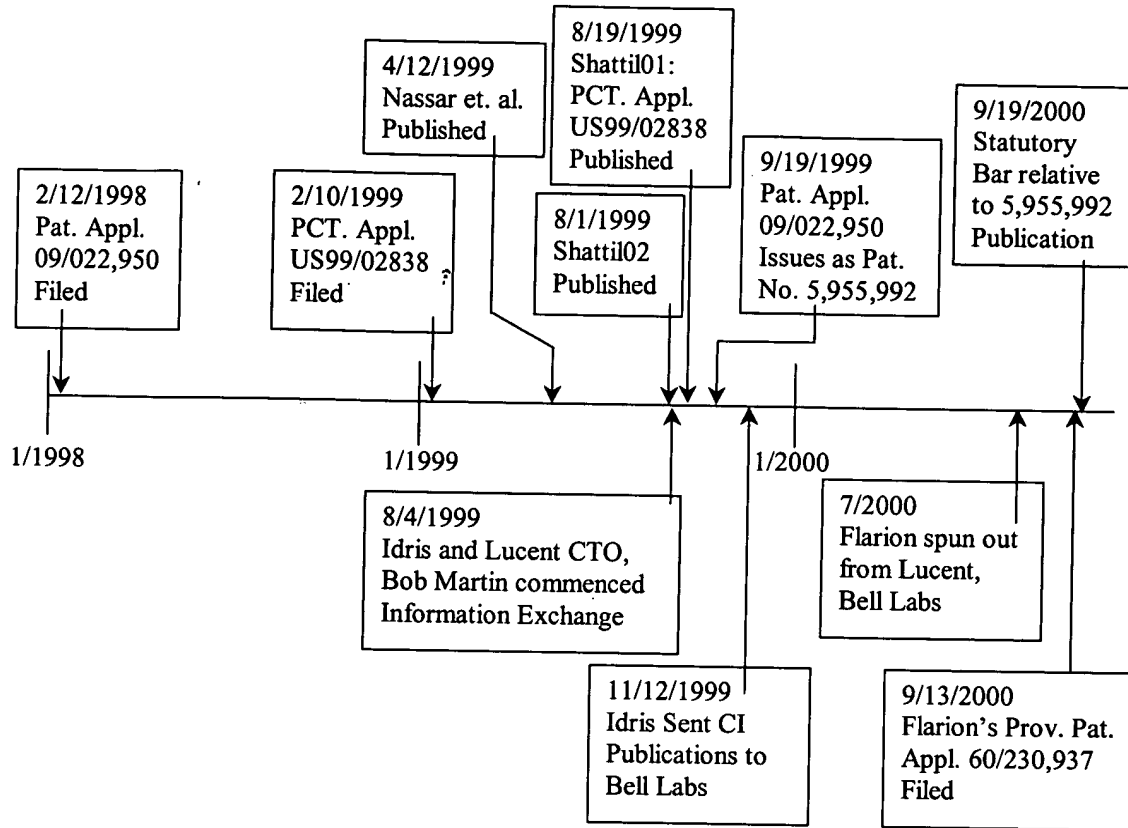 8/19/1999
Shattil01:
PCT. Appl.
US99/02838
Published
4/12/1999
Nassar et. al.
Published
9/19/2000
Statutory
Bar relative
to 5,955,992
Publication
2/12/1998
Pat. Appl.
09/022,950
Filed
2/10/1999
PCT. Appl.
US99/02838
Filed
8/1/1999
Shattil02
Published
9/19/1999
Pat. Appl.
09/022,950
Issues as Pat.
No. 5,955,992
1/1998
1/1999
1/2000
8/4/1999
Idris and Lucent CTO,
Bob Martin commenced
Information Exchange
7/2000
Flarion spun out
from Lucent,
Bell Labs
11/12/1999
Idris Sent CI
Publications to
Bell Labs
9/13/2000
Flarion's Prov. Pat.
Appl. 60/230,937
Filed